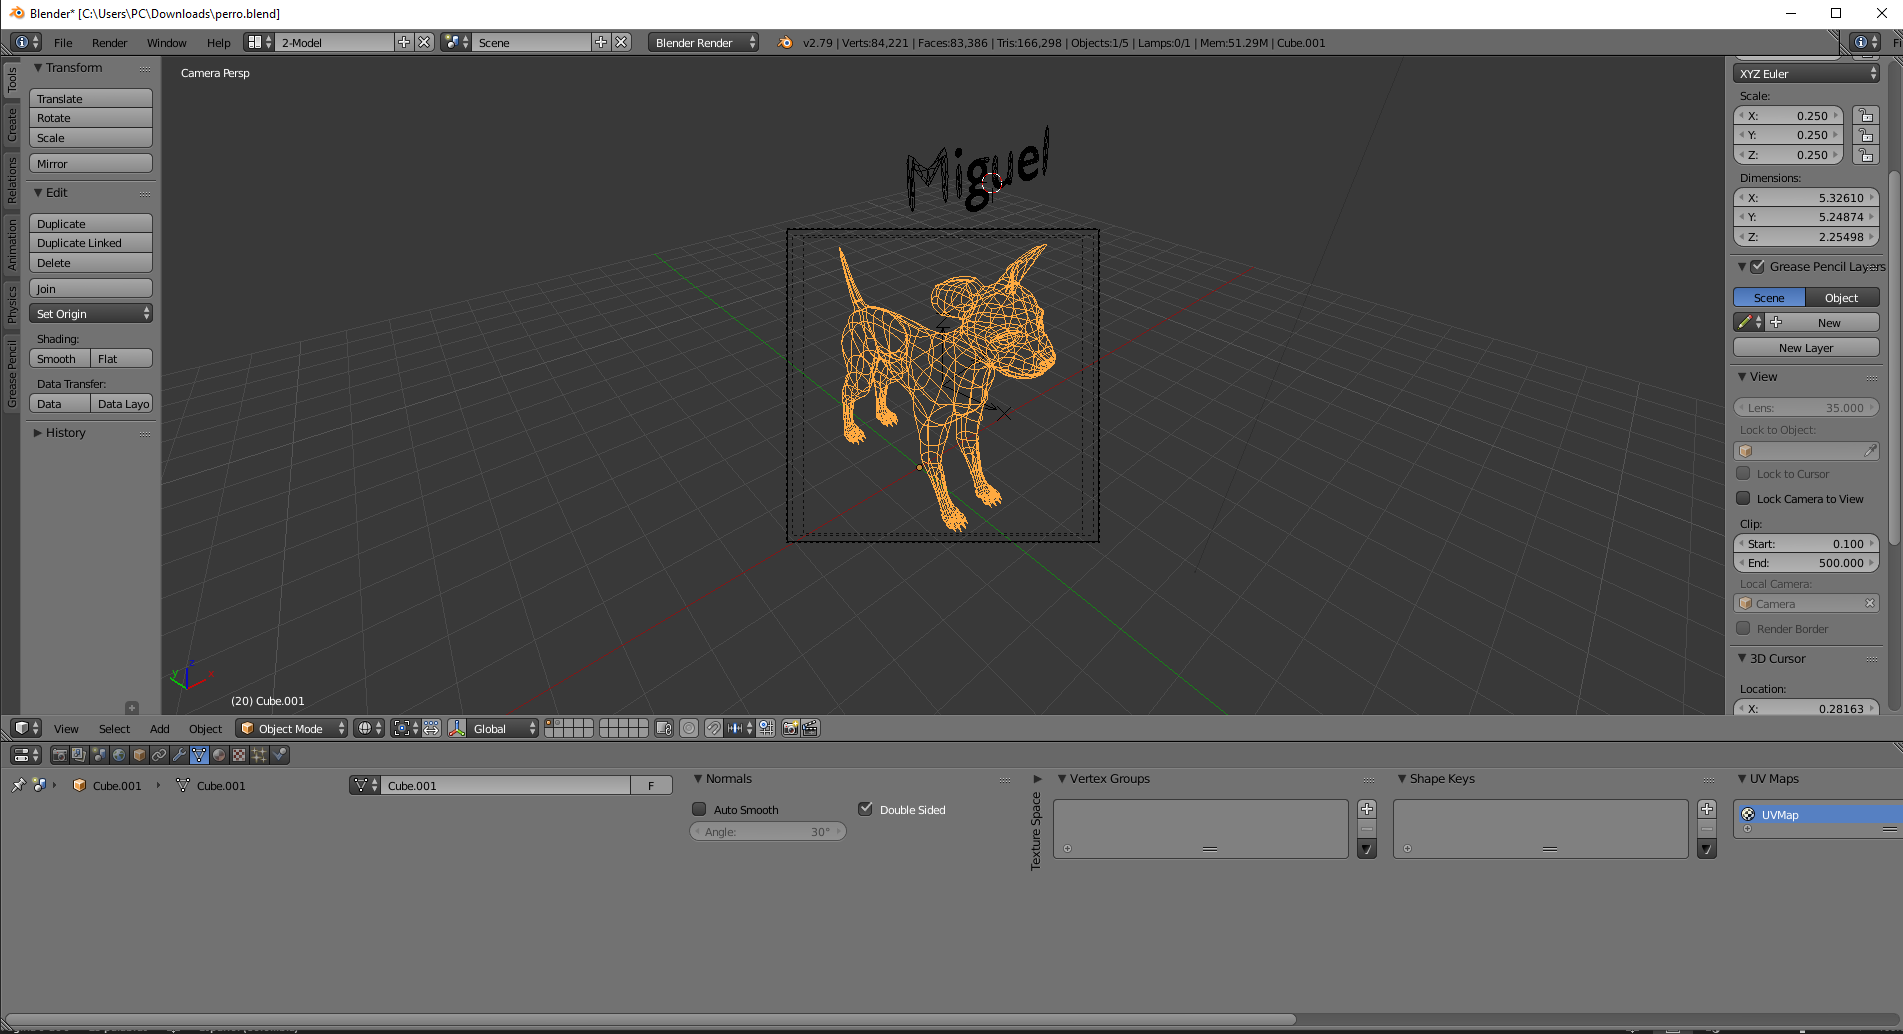 Blender* [C:\Users\PC\Downloads\perro.blend]
File Render Window Help 2-Model Scene Blender Render v2.79 | Verts:84,221 | Faces:83,386 | Tris:166,298 | Objects:1/5 | Lamps:0/1 | Mem:51.29M | Cube.001
Tools
Create
Relations
Animation
Physics
Grease Pencil
Transform
Translate
Rotate
Scale
Mirror
Edit
Duplicate
Duplicate Linked
Delete
Join
Set Origin
Shading:
Smooth Flat
Data Transfer:
Data Data Layo
History
Camera Persp
Miguel
(20) Cube.001
z
y
x
XYZ Euler
Scale:
X: 0.250
Y: 0.250
Z: 0.250
Dimensions:
X: 5.32610
Y: 5.24874
Z: 2.25498
Grease Pencil Layers
Scene Object
New
New Layer
View
Lens: 35.000
Lock to Object:
Lock to Cursor
Lock Camera to View
Clip:
Start: 0.100
End: 500.000
Local Camera:
Camera
Render Border
3D Cursor
Location:
X: 0.28163
View Select Add Object Object Mode Global
Cube.001 Cube.001
Cube.001 F
Normals
Auto Smooth Double Sided
Angle: 30°
Texture Space
Vertex Groups
Shape Keys
UV Maps
UVMap